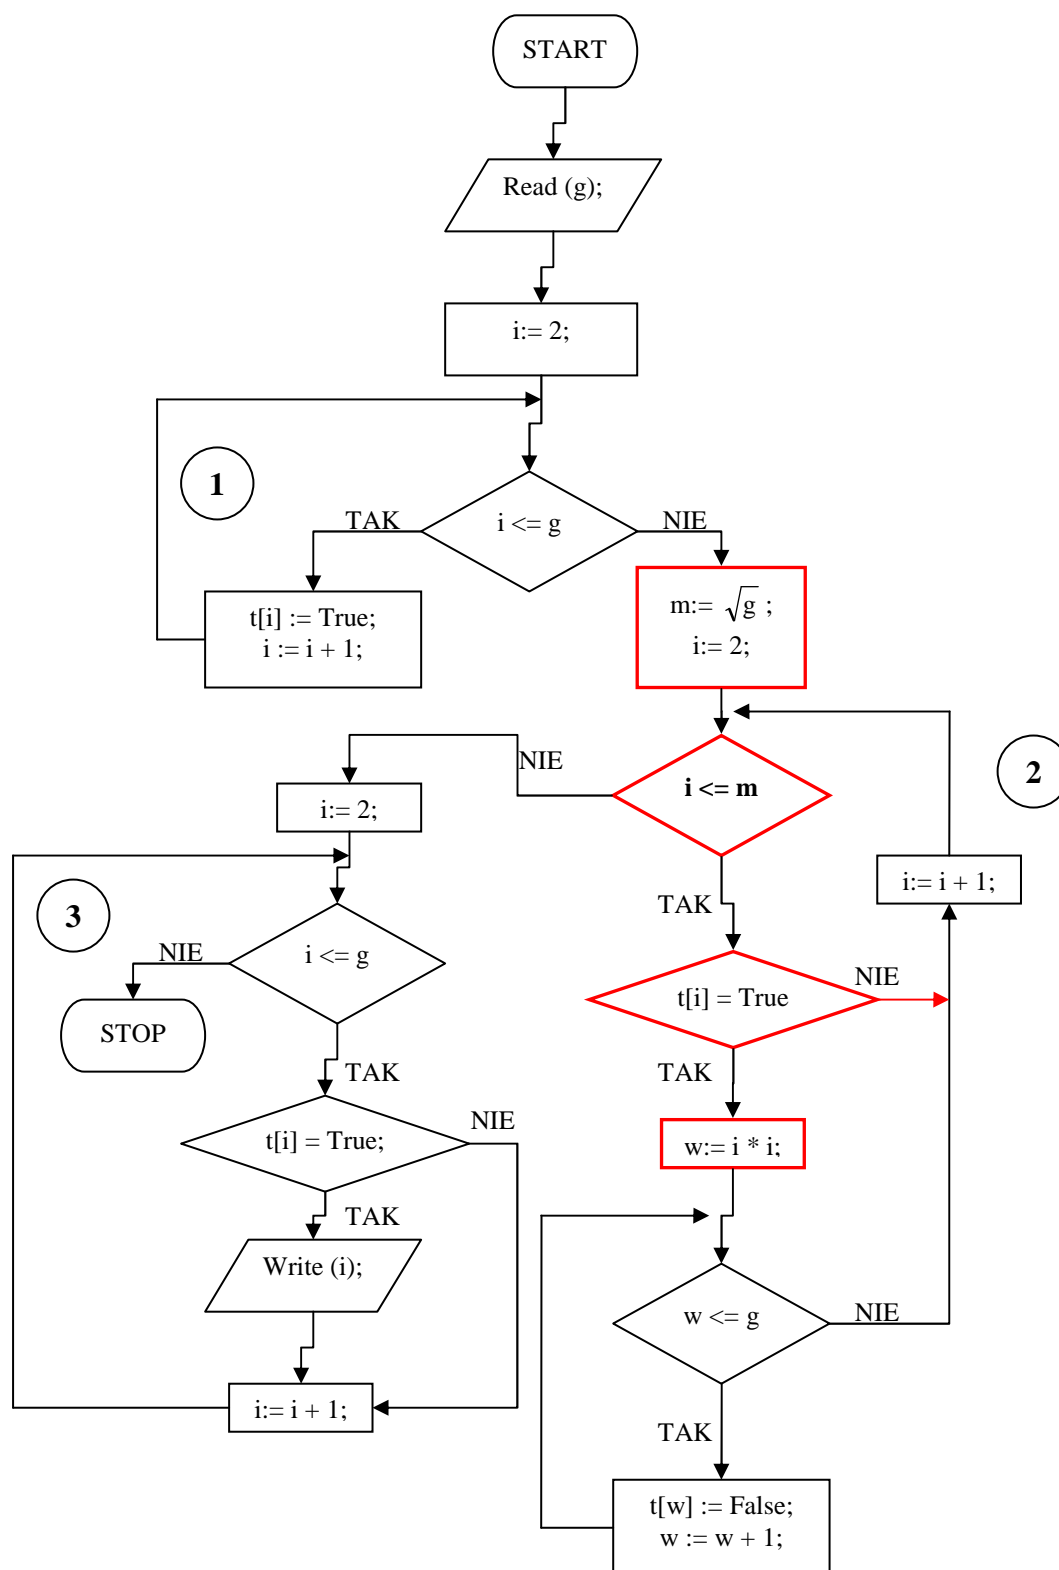 START
Read (g);
i:= 2;
1
TAK
i <= g
NIE
t[i] := True;
i := i + 1;
m:= √g ;
i:= 2;
NIE
i <= m
2
i:= 2;
TAK
i:= i + 1;
3
NIE
i <= g
STOP
t[i] = True
NIE
TAK
TAK
t[i] = True;
NIE
w:= i * i;
TAK
Write (i);
w <= g
NIE
i:= i + 1;
TAK
t[w] := False;
w := w + 1;